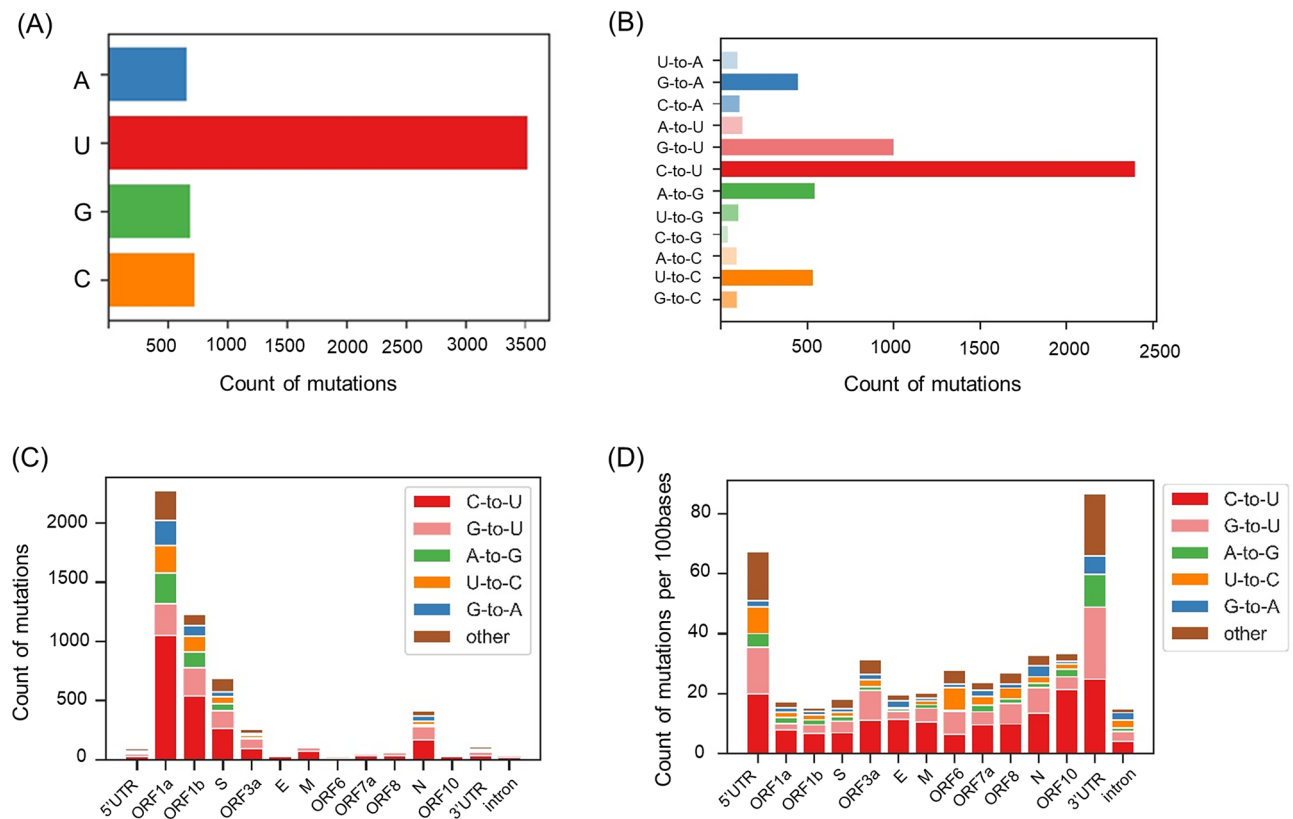 (A)
A
U
G
C
500 1000 1500 2000 2500 3000 3500
Count of mutations
(B)
U-to-A
G-to-A
C-to-A
A-to-U
G-to-U
C-to-U
A-to-G
U-to-G
C-to-G
A-to-C
U-to-C
G-to-C
500 1000 1500 2000 2500
Count of mutations
(C)
Count of mutations
2000
1500
1000
500
0
C-to-U
G-to-U
A-to-G
U-to-C
G-to-A
other
5'UTR ORF1a ORF1b S ORF3a E M ORF6 ORF7a ORF8 N ORF10 3'UTR intron
(D)
Count of mutations per 100bases
80
60
40
20
0
C-to-U
G-to-U
A-to-G
U-to-C
G-to-A
other
5'UTR ORF1a ORF1b S ORF3a E M ORF6 ORF7a ORF8 N ORF10 3'UTR intron